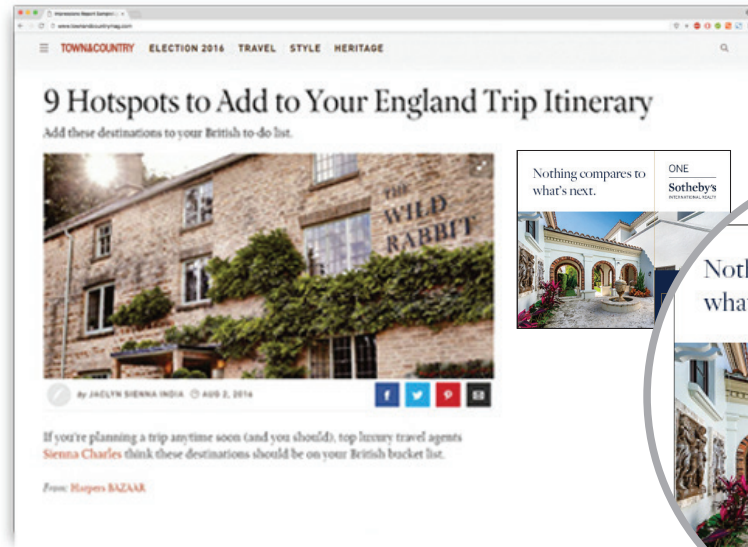 www.townandcountrymag.com
TOWN&COUNTRY ELECTION 2016 TRAVEL STYLE HERITAGE
9 Hotspots to Add to Your England Trip Itinerary
Add these destinations to your British to-do list.
THE
WILD
RABBIT
Nothing compares to
what's next.
ONE
Sotheby's
INTERNATIONAL REALTY
Noth
what
by JACLYN SIENNA INDIA AUG 2, 2016
If you're planning a trip anytime soon (and you should), top luxury travel agents
Sienna Charles think these destinations should be on your British bucket list.
From: Harpers BAZAAR